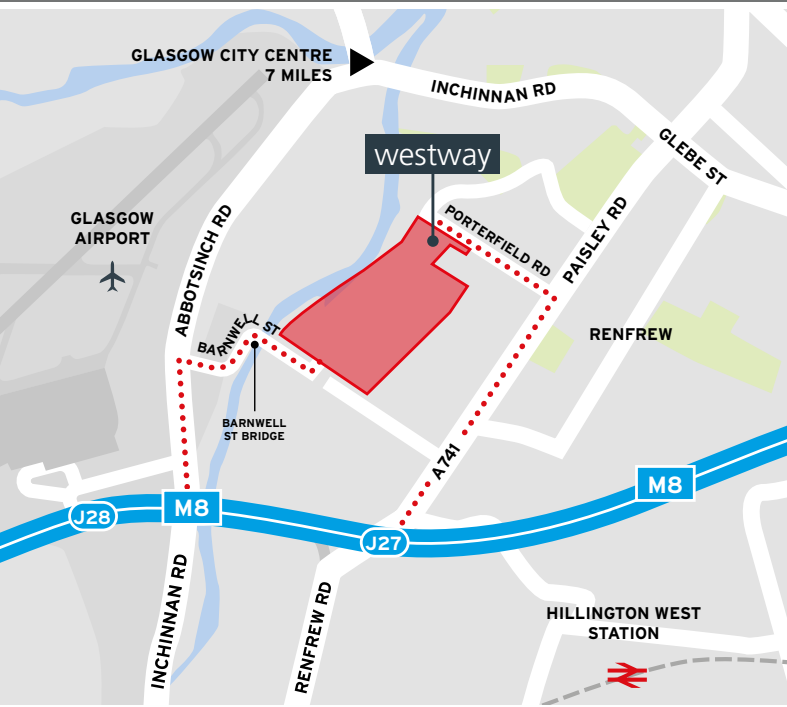 GLASGOW CITY CENTRE
7 MILES
INCHINNAN RD
GLEBE ST
westway
PORTERFIELD RD
PAISLEY RD
GLASGOW
AIRPORT
ABBOTSINCH RD
BARNWELL ST
RENFREW
BARNWELL
ST BRIDGE
A741
M8
M8
J28
J27
INCHINNAN RD
RENFREW RD
HILLINGTON WEST
STATION